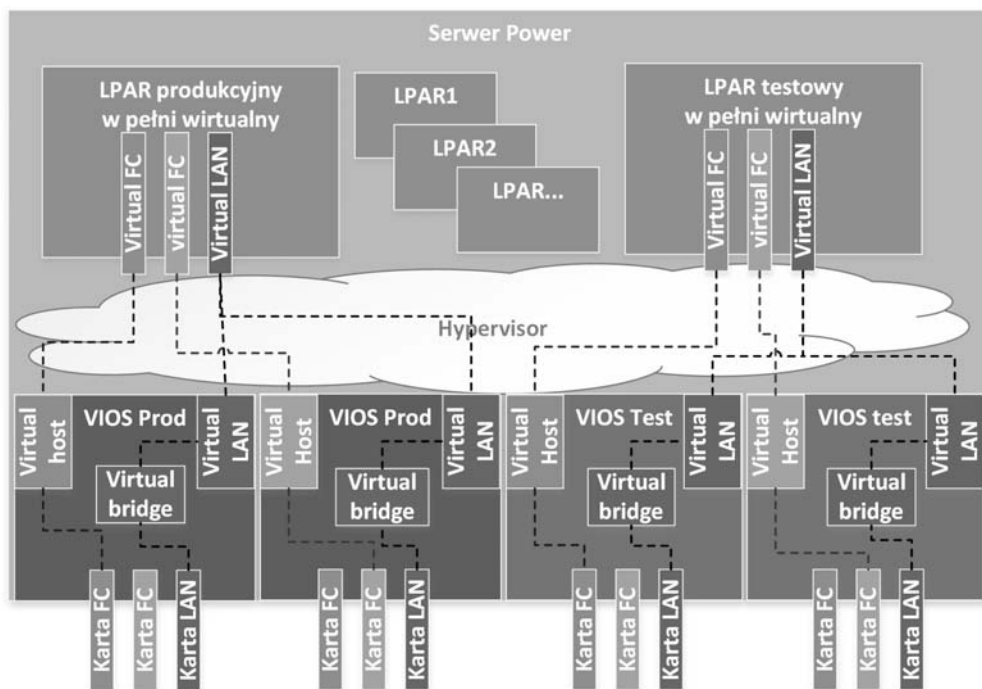 Serwer Power
LPAR produkcyjny
w pełni wirtualny
Virtual FC
virtual FC
Virtual LAN
LPAR1
LPAR2
LPAR...
LPAR testowy
w pełni wirtualny
Virtual FC
virtual FC
Virtual LAN
Hypervisor
Virtual
host
VIOS Prod
Virtual
LAN
Virtual
bridge
Karta FC
Karta FC
Karta LAN
Virtual
Host
VIOS Prod
Virtual
LAN
Virtual
bridge
Karta FC
Karta FC
Karta LAN
Virtual
Host
VIOS Test
Virtual
LAN
Virtual
bridge
Karta FC
Karta FC
Karta LAN
Virtual
Host
VIOS test
Virtual
LAN
Virtual
bridge
Karta FC
Karta FC
Karta LAN